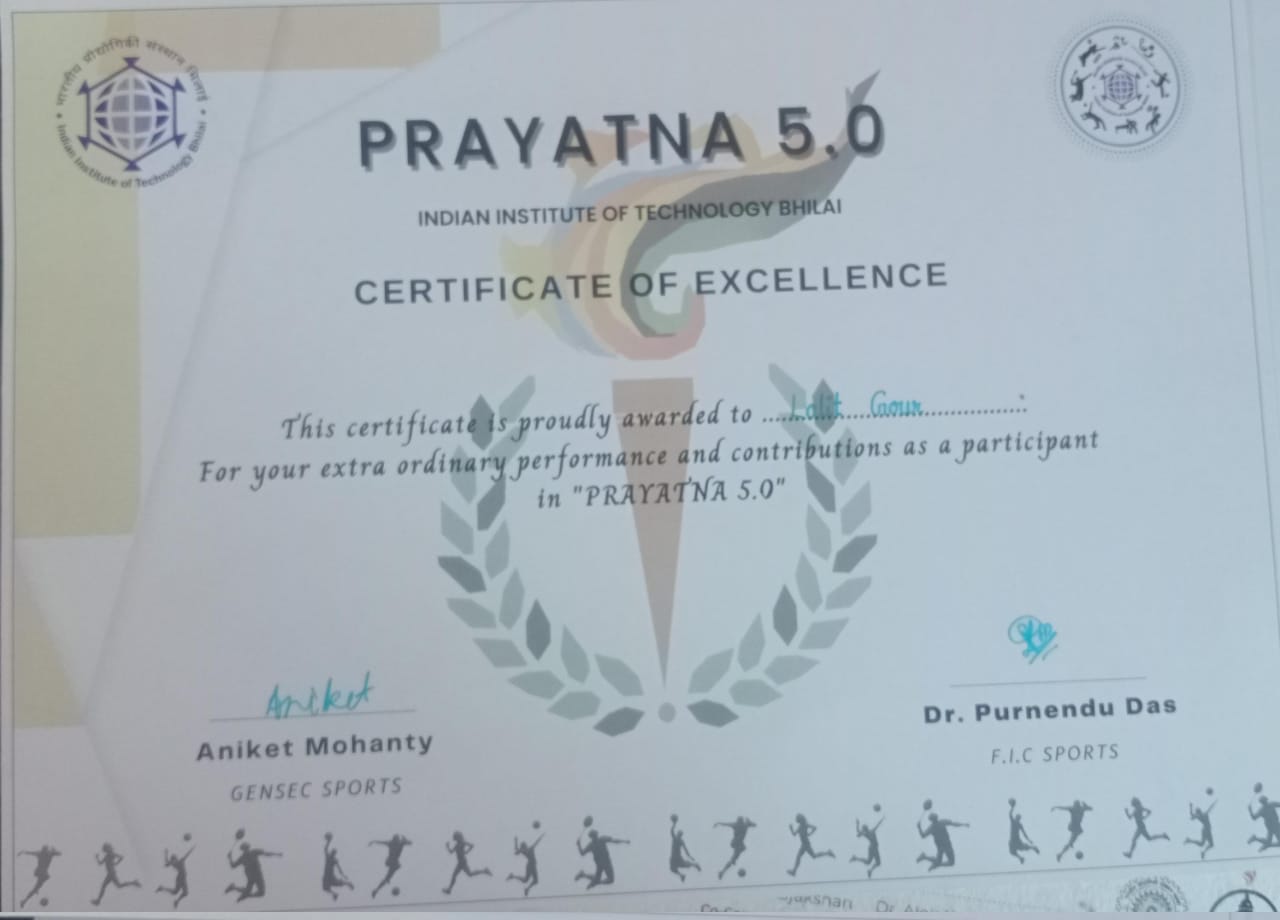 भारतीय प्रौद्योगिकी संस्थान भिलाई
Indian Institute of Technology Bhilai
PRAYATNA 5.0
INDIAN INSTITUTE OF TECHNOLOGY BHILAI
CERTIFICATE OF EXCELLENCE
This certificate is proudly awarded to ......Lalit....Gour..................
For your extra ordinary performance and contributions as a participant
in "PRAYATNA 5.0"
Aniket
Aniket Mohanty
GENSEC SPORTS
Dr. Purnendu Das
F.I.C SPORTS